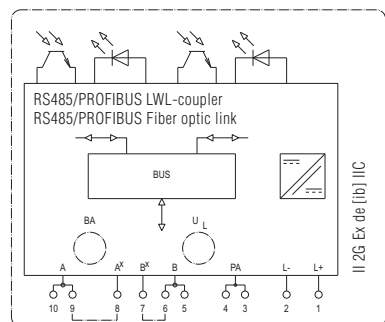 RS485/PROFIBUS LWL-coupler
RS485/PROFIBUS Fiber optic link
BUS
BA
UL
A Aˣ Bˣ B PA L- L+
10 9 8 7 6 5 4 3 2 1
II 2G Ex de [ib] IIC